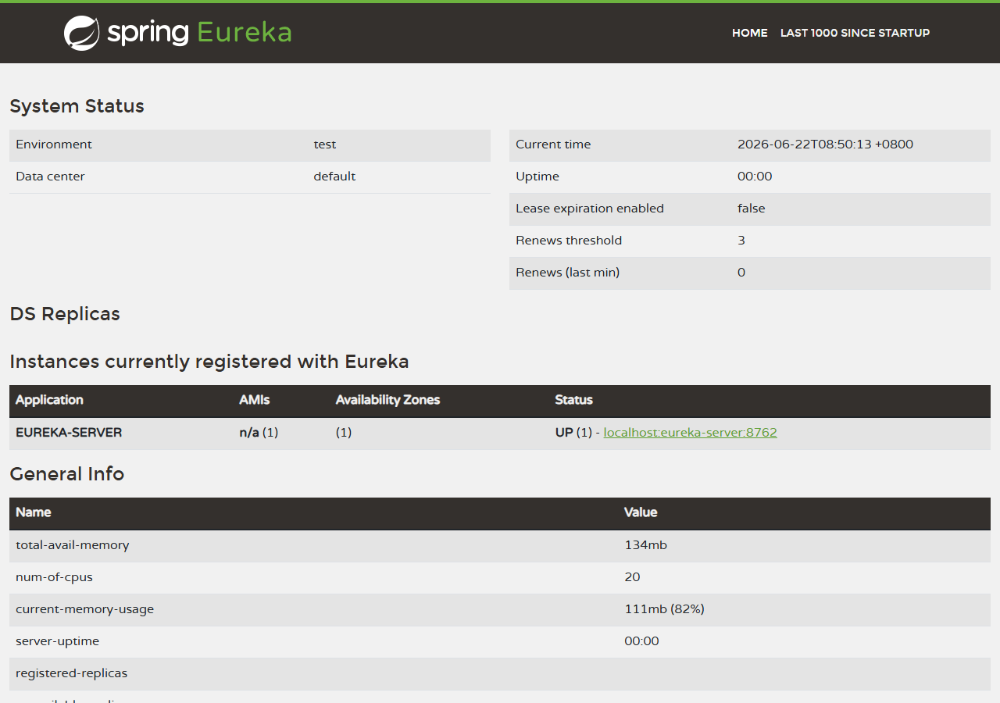 spring Eureka
HOME LAST 1000 SINCE STARTUP
System Status
Environment test
Data center default
Current time 2026-06-22T08:50:13 +0800
Uptime 00:00
Lease expiration enabled false
Renews threshold 3
Renews (last min) 0
DS Replicas
Instances currently registered with Eureka
Application AMIs Availability Zones Status
EUREKA-SERVER n/a (1) (1) UP (1) - localhost:eureka-server:8762
General Info
Name Value
total-avail-memory 134mb
num-of-cpus 20
current-memory-usage 111mb (82%)
server-uptime 00:00
registered-replicas